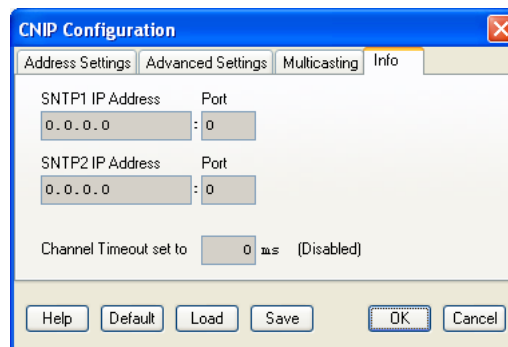 CNIP Configuration
Address Settings Advanced Settings Multicasting Info
SNTP1 IP Address Port
0.0.0.0 : 0
SNTP2 IP Address Port
0.0.0.0 : 0
Channel Timeout set to 0 ms (Disabled)
Help Default Load Save OK Cancel